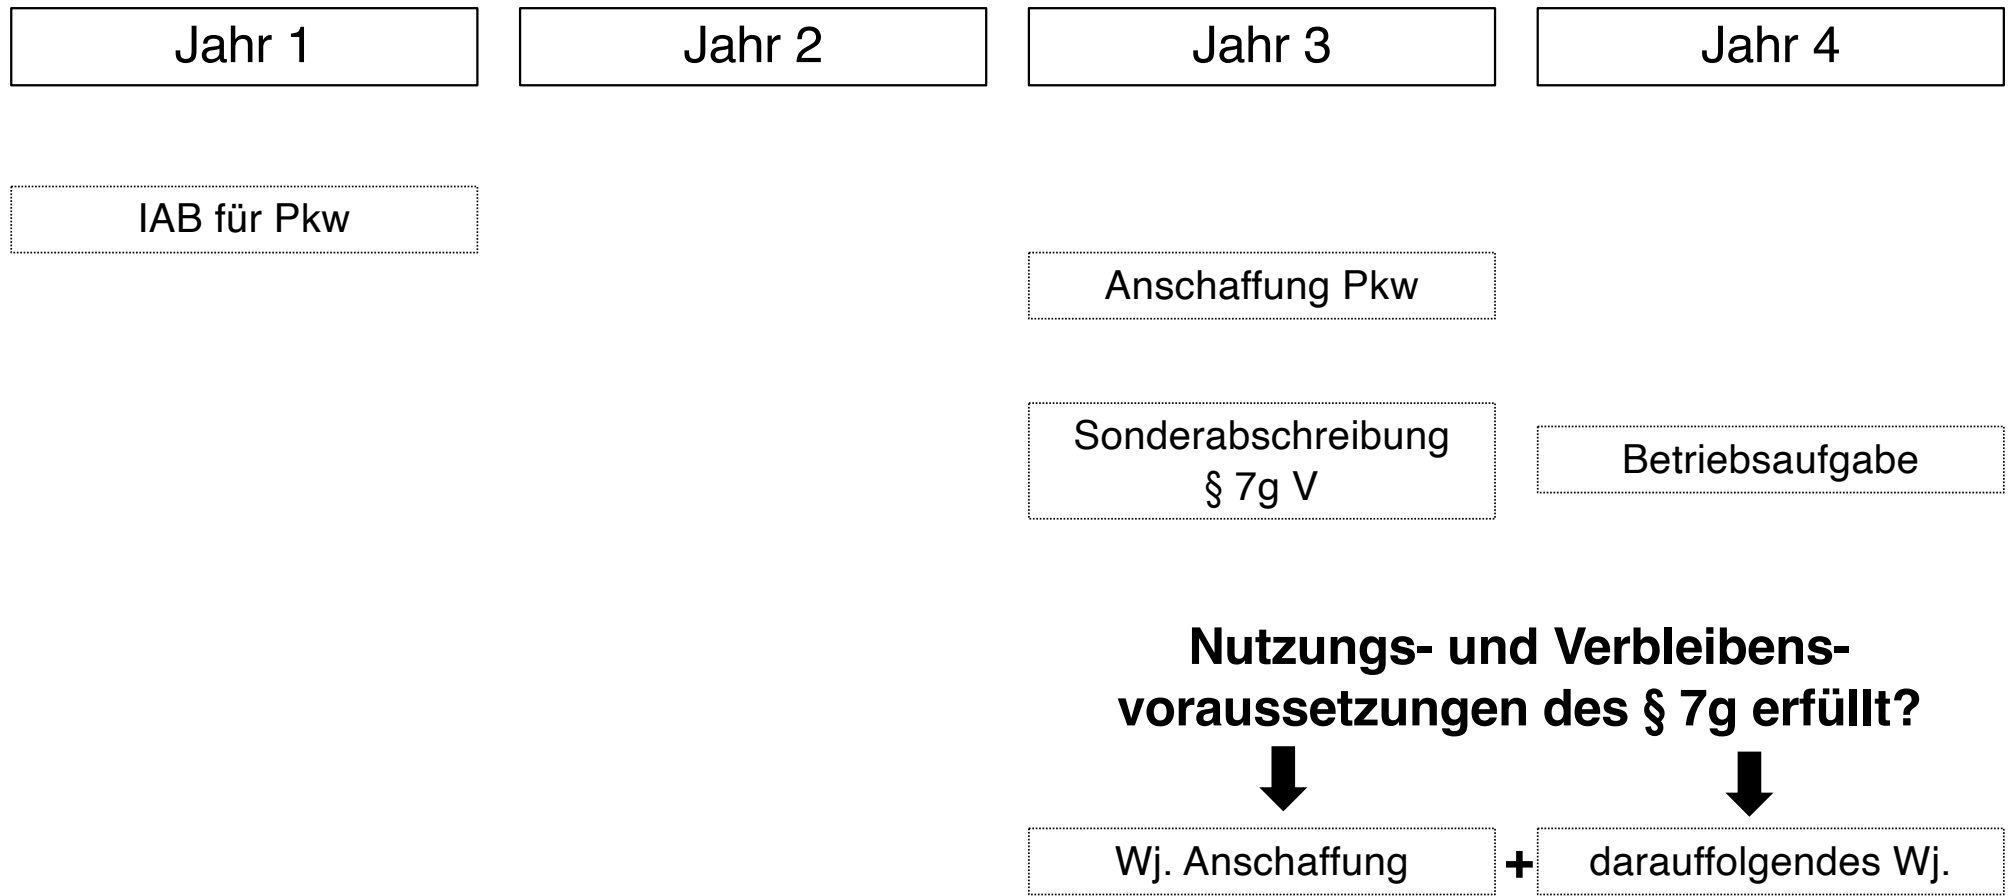 Jahr 1
Jahr 2
Jahr 3
Jahr 4
IAB für Pkw
Anschaffung Pkw
Sonderabschreibung
§ 7g V
Betriebsaufgabe
Nutzungs- und Verbleibens-
voraussetzungen des § 7g erfüllt?
Wj. Anschaffung
+
darauffolgendes Wj.